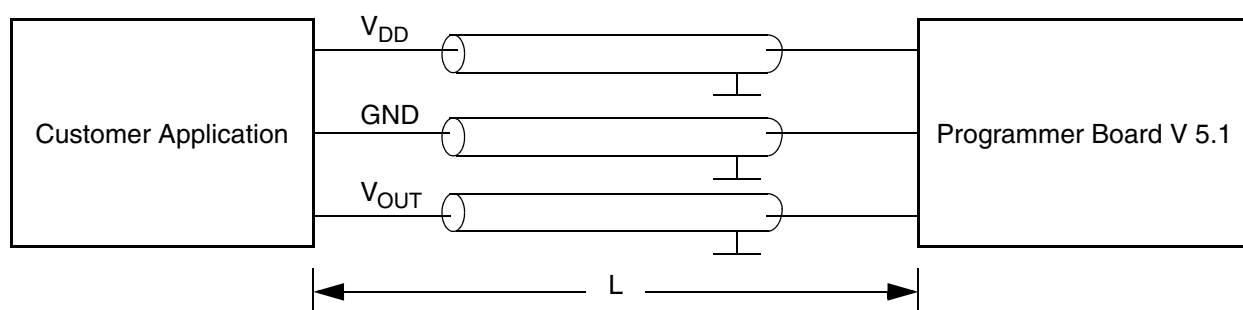 V_DD
GND
Customer Application
Programmer Board V 5.1
V_OUT
L